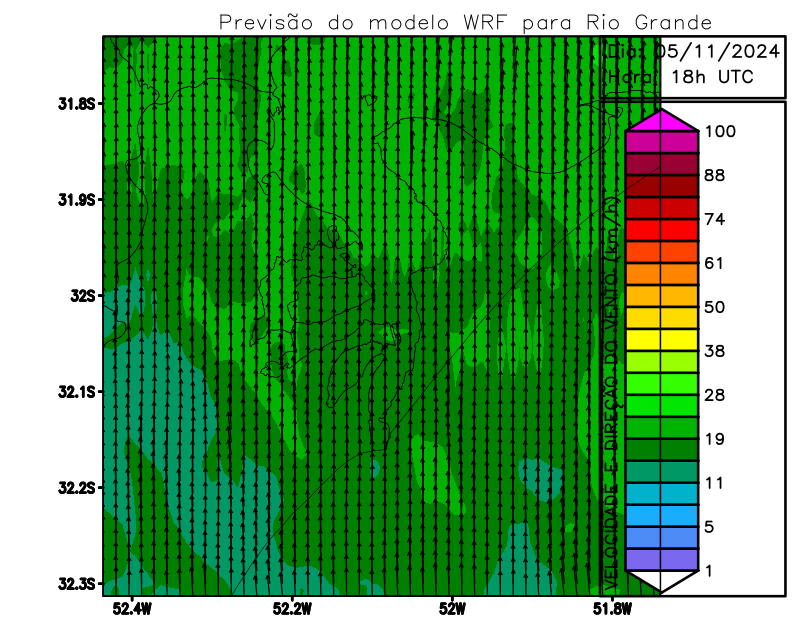 Previsão do modelo WRF para Rio Grande
Dia: 05/11/2024
Hora: 18h UTC
31.8S
31.9S
32S
32.1S
32.2S
32.3S
52.4W
52.2W
52W
51.8W
VELOCIDADE E DIREÇÃO DO VENTO (km/h)
100
88
74
61
50
38
28
19
11
5
1